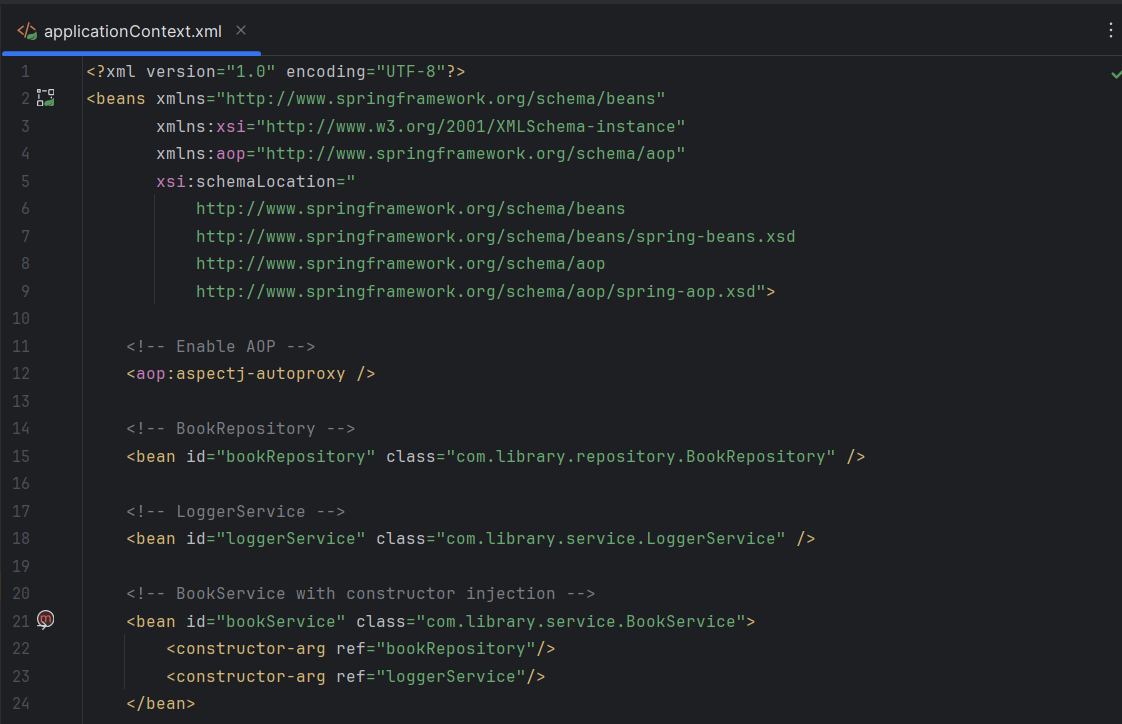 applicationContext.xml
1 <?xml version="1.0" encoding="UTF-8"?>
2 <beans xmlns="http://www.springframework.org/schema/beans"
3 xmlns:xsi="http://www.w3.org/2001/XMLSchema-instance"
4 xmlns:aop="http://www.springframework.org/schema/aop"
5 xsi:schemaLocation="
6 http://www.springframework.org/schema/beans
7 http://www.springframework.org/schema/beans/spring-beans.xsd
8 http://www.springframework.org/schema/aop
9 http://www.springframework.org/schema/aop/spring-aop.xsd">
10
11 <!-- Enable AOP -->
12 <aop:aspectj-autoproxy />
13
14 <!-- BookRepository -->
15 <bean id="bookRepository" class="com.library.repository.BookRepository" />
16
17 <!-- LoggerService -->
18 <bean id="loggerService" class="com.library.service.LoggerService" />
19
20 <!-- BookService with constructor injection -->
21 <bean id="bookService" class="com.library.service.BookService">
22 <constructor-arg ref="bookRepository"/>
23 <constructor-arg ref="loggerService"/>
24 </bean>